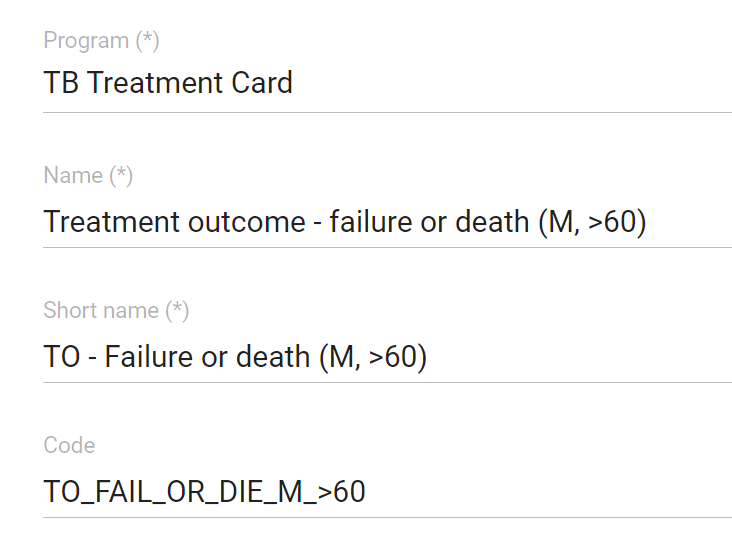 Program (*)
TB Treatment Card
Name (*)
Treatment outcome - failure or death (M, >60)
Short name (*)
TO - Failure or death (M, >60)
Code
TO_FAIL_OR_DIE_M_>60